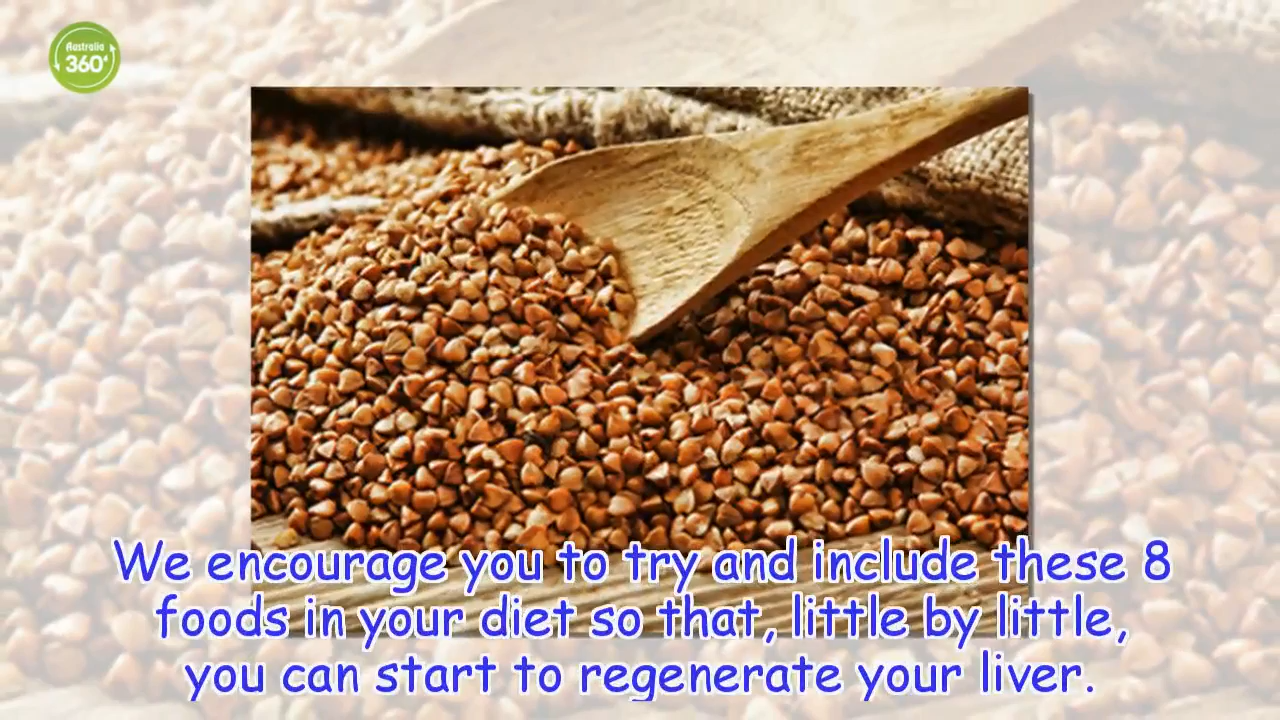 Australia
360°
We encourage you to try and include these 8
foods in your diet so that, little by little,
you can start to regenerate your liver.